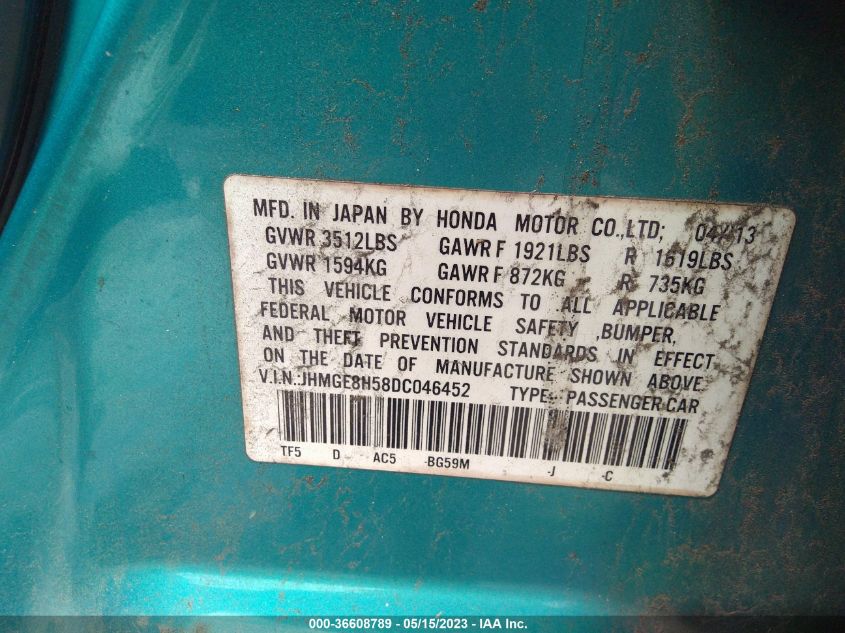 MFD. IN JAPAN BY HONDA MOTOR CO.,LTD; 04/13
GVWR 3512LBS GAWR F 1921LBS R 1619LBS
GVWR 1594KG GAWR F 872KG R 735KG
THIS VEHICLE CONFORMS TO ALL APPLICABLE
FEDERAL MOTOR VEHICLE SAFETY ,BUMPER,
AND THEFT PREVENTION STANDARDS IN EFFECT
ON THE DATE OF MANUFACTURE SHOWN ABOVE.
V.I.N.:JHMGE8H58DC046452 TYPE: PASSENGER CAR
TF5 D AC5 -BG59M -J -C
000-36608789 — 05/15/2023 — IAA Inc.